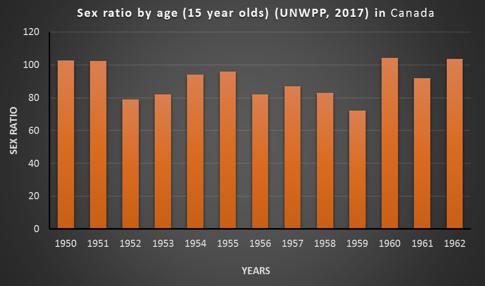 Sex ratio by age (15 year olds) (UNWPP, 2017) in Canada
120
100
80
60
40
20
0
SEX RATIO
1950 1951 1952 1953 1954 1955 1956 1957 1958 1959 1960 1961 1962
YEARS